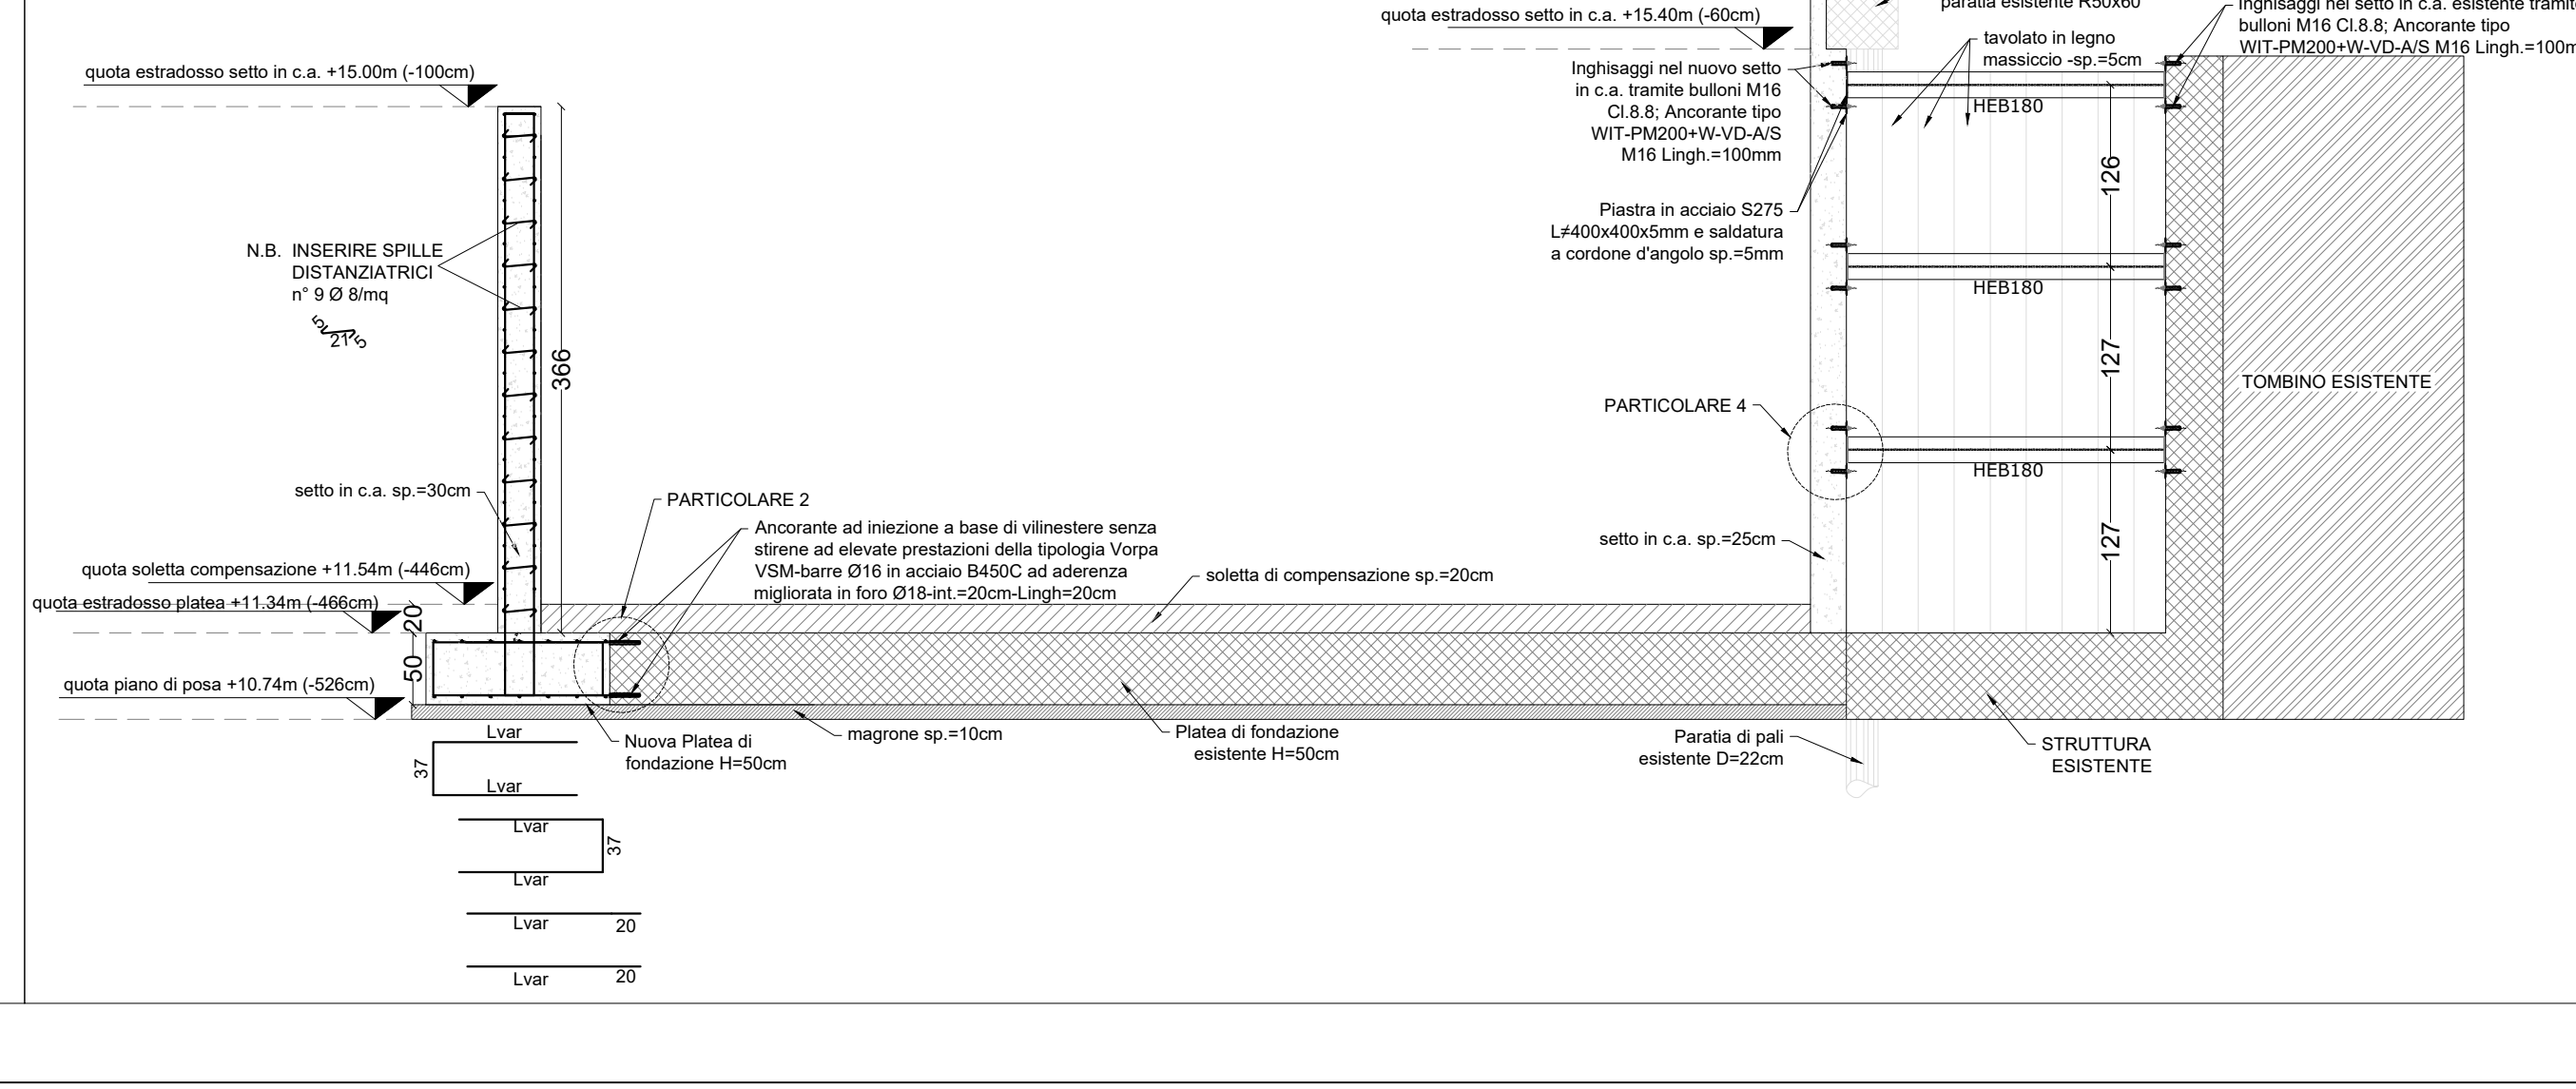 quota estradosso setto in c.a. +15.40m (-60cm)
paratia esistente R50x60
Inghisaggi nel setto in c.a. esistente tramite
bulloni M16 Cl.8.8; Ancorante tipo
WIT-PM200+W-VD-A/S M16 Lingh.=100m
tavolato in legno
massiccio -sp.=5cm
quota estradosso setto in c.a. +15.00m (-100cm)
Inghisaggi nel nuovo setto
in c.a. tramite bulloni M16
Cl.8.8; Ancorante tipo
WIT-PM200+W-VD-A/S
M16 Lingh.=100mm
HEB180
126
Piastra in acciaio S275
L≠400x400x5mm e saldatura
a cordone d'angolo sp.=5mm
N.B. INSERIRE SPILLE
DISTANZIATRICI
n° 9 Ø 8/mq
5
21
5
366
HEB180
127
TOMBINO ESISTENTE
PARTICOLARE 4
HEB180
127
setto in c.a. sp.=30cm
PARTICOLARE 2
Ancorante ad iniezione a base di vilinestere senza
stirene ad elevate prestazioni della tipologia Vorpa
VSM-barre Ø16 in acciaio B450C ad aderenza
migliorata in foro Ø18-int.=20cm-Lingh=20cm
setto in c.a. sp.=25cm
soletta di compensazione sp.=20cm
quota soletta compensazione +11.54m (-446cm)
quota estradosso platea +11.34m (-466cm)
20
50
quota piano di posa +10.74m (-526cm)
Nuova Platea di
fondazione H=50cm
magrone sp.=10cm
Platea di fondazione
esistente H=50cm
Paratia di pali
esistente D=22cm
STRUTTURA
ESISTENTE
Lvar
37
Lvar
Lvar
37
Lvar
Lvar
20
Lvar
20